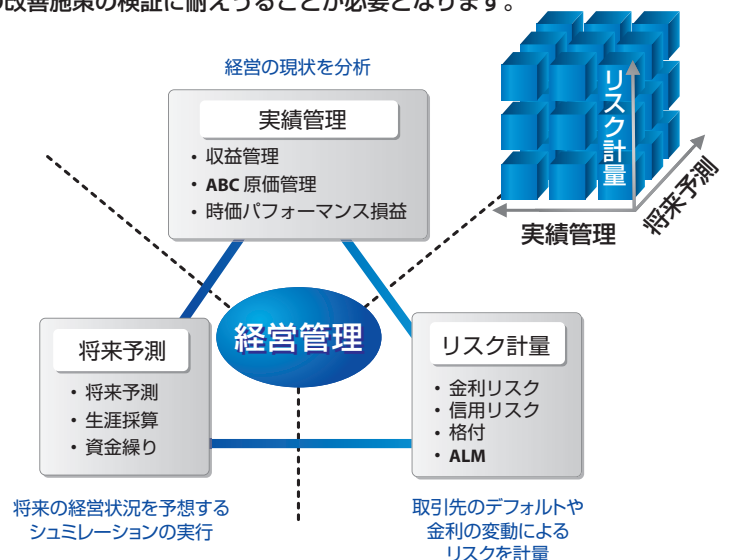 の改善施策の検証に耐えうることが必要となります。
経営の現状を分析
実績管理
・収益管理
・ABC 原価管理
・時価パフォーマンス損益
リスク計量
将来予測
実績管理
経営管理
将来予測
・将来予測
・生涯採算
・資金繰り
リスク計量
・金利リスク
・信用リスク
・格付
・ALM
将来の経営状況を予想する
シュミレーションの実行
取引先のデフォルトや
金利の変動による
リスクを計量